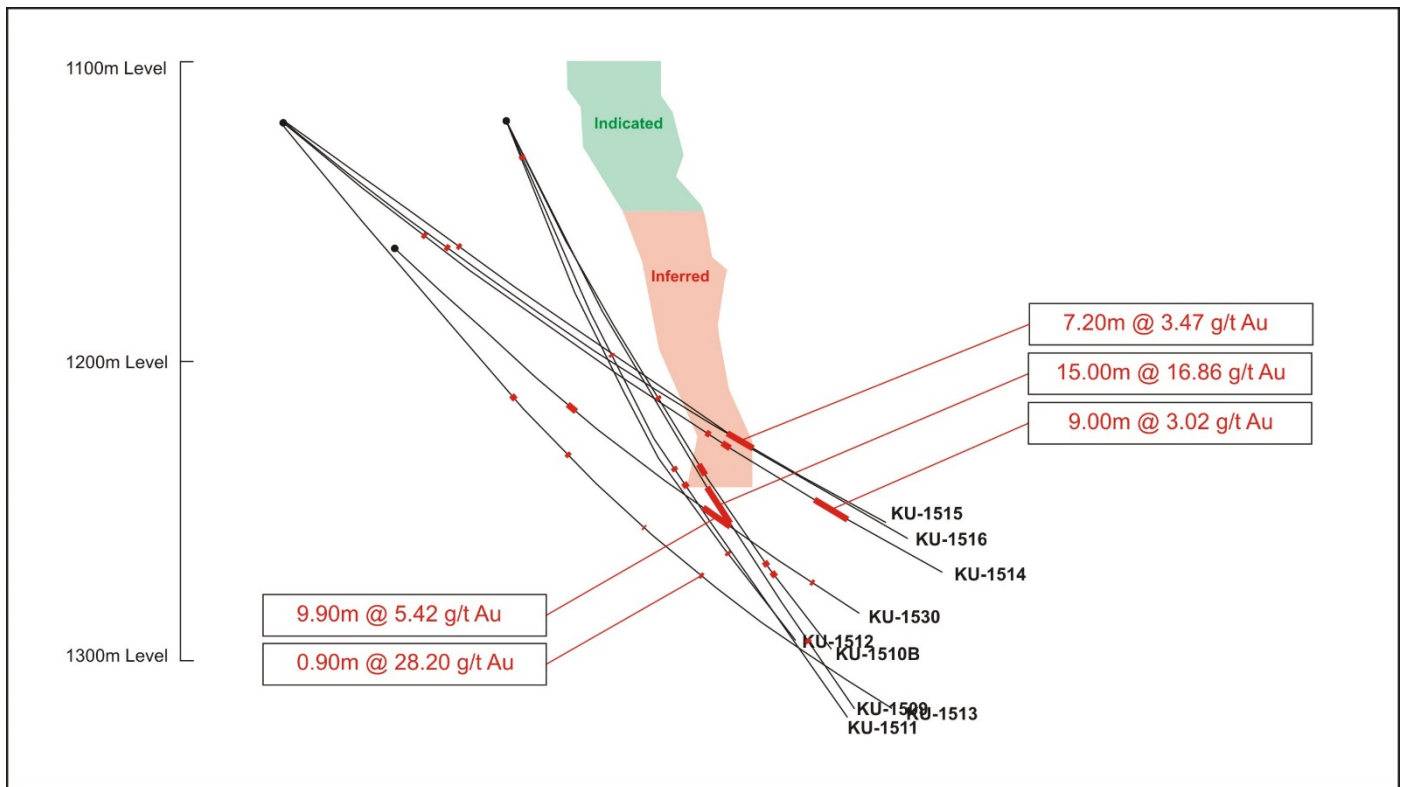 1100m Level
Indicated
Inferred
7.20m @ 3.47 g/t Au
1200m Level
15.00m @ 16.86 g/t Au
9.00m @ 3.02 g/t Au
KU-1515
KU-1516
KU-1514
9.90m @ 5.42 g/t Au
KU-1530
KU-1512
KU-1510B
1300m Level
0.90m @ 28.20 g/t Au
KU-1509
KU-1513
KU-1511